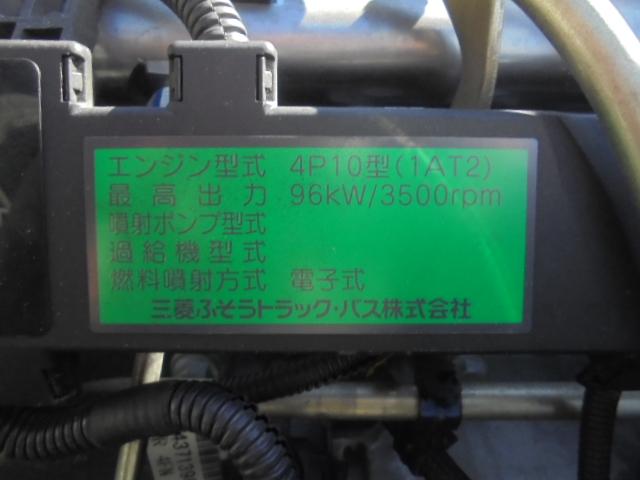 エンジン型式 4P10型(1AT2)
最高出力 96kW/3500rpm
噴射ポンプ型式
過給機型式
燃料噴射方式 電子式
三菱ふそうトラック・バス株式会社